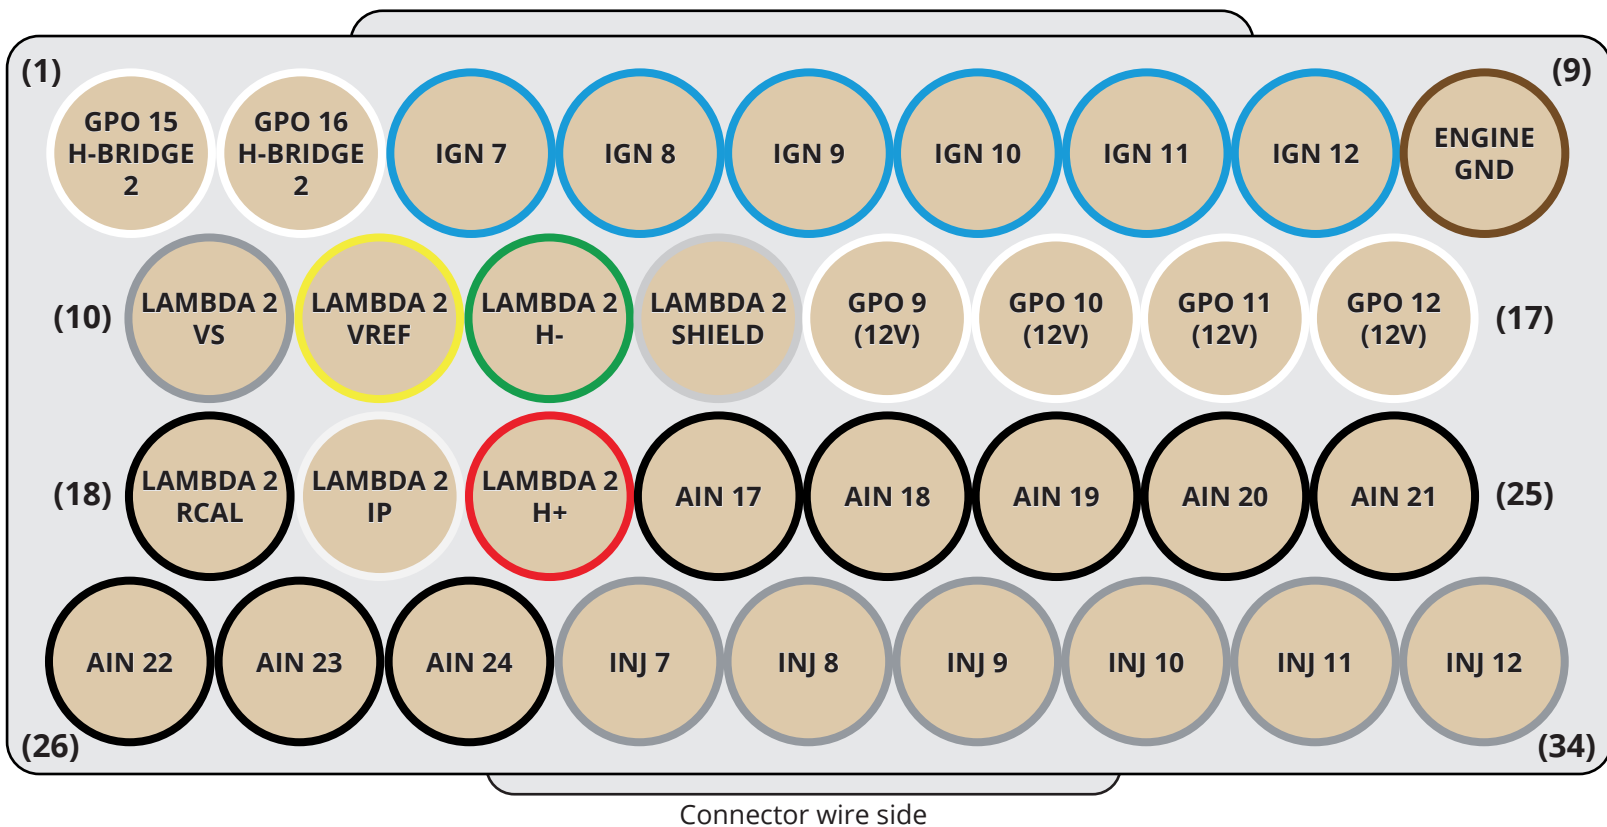 (1)
(9)
GPO 15
H-BRIDGE
2
GPO 16
H-BRIDGE
2
IGN 7
IGN 8
IGN 9
IGN 10
IGN 11
IGN 12
ENGINE
GND
(10)
LAMBDA 2
VS
LAMBDA 2
VREF
LAMBDA 2
H-
LAMBDA 2
SHIELD
GPO 9
(12V)
GPO 10
(12V)
GPO 11
(12V)
GPO 12
(12V)
(17)
(18)
LAMBDA 2
RCAL
LAMBDA 2
IP
LAMBDA 2
H+
AIN 17
AIN 18
AIN 19
AIN 20
AIN 21
(25)
AIN 22
AIN 23
AIN 24
INJ 7
INJ 8
INJ 9
INJ 10
INJ 11
INJ 12
(26)
(34)
Connector wire side